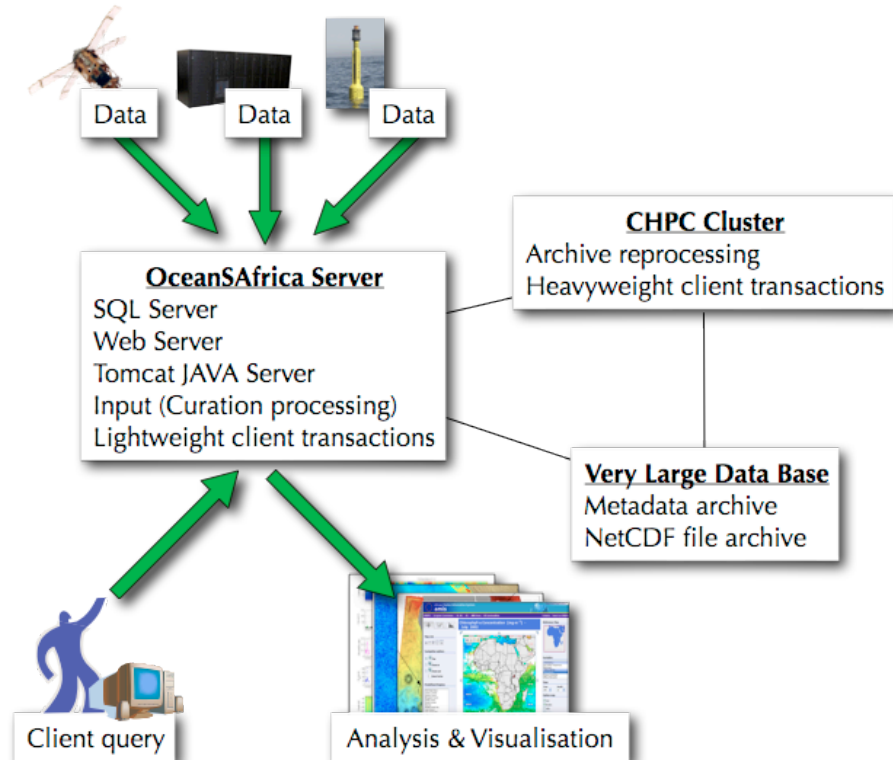 Data
Data
Data
CHPC Cluster
Archive reprocessing
Heavyweight client transactions
OceanSAfrica Server
SQL Server
Web Server
Tomcat JAVA Server
Input (Curation processing)
Lightweight client transactions
Very Large Data Base
Metadata archive
NetCDF file archive
Client query
Analysis & Visualisation